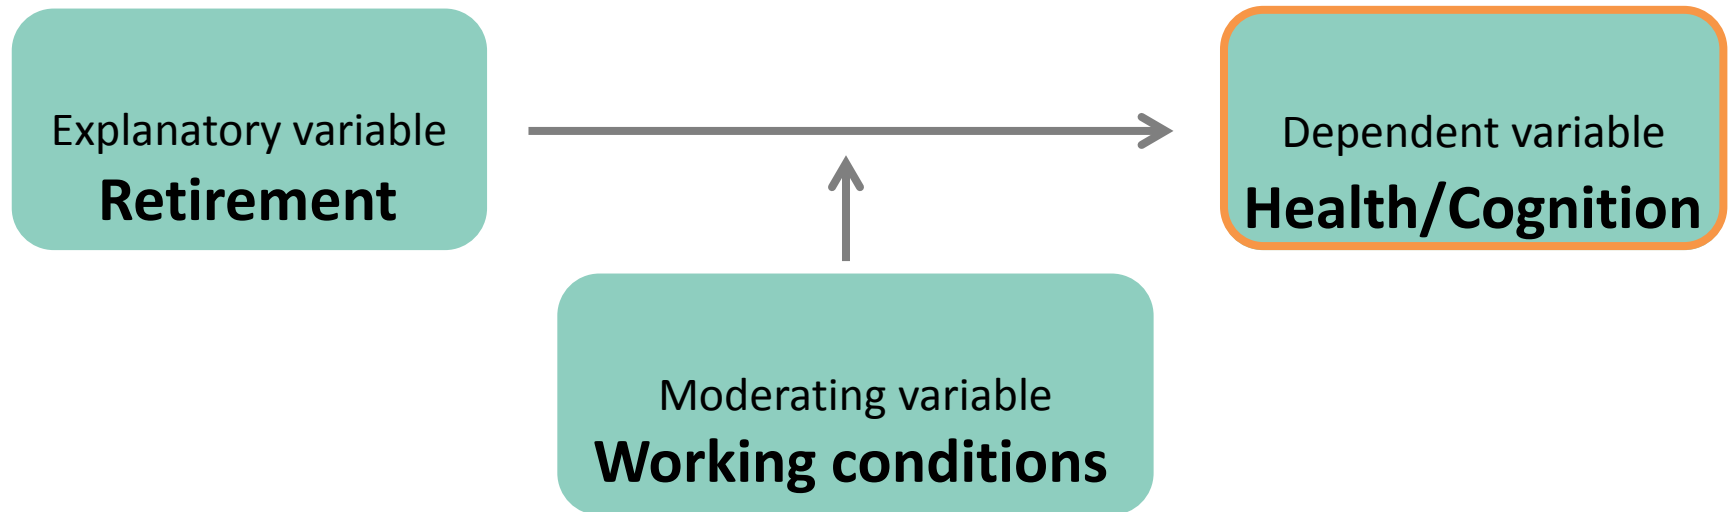 Explanatory variable
Retirement
Dependent variable
Health/Cognition
Moderating variable
Working conditions